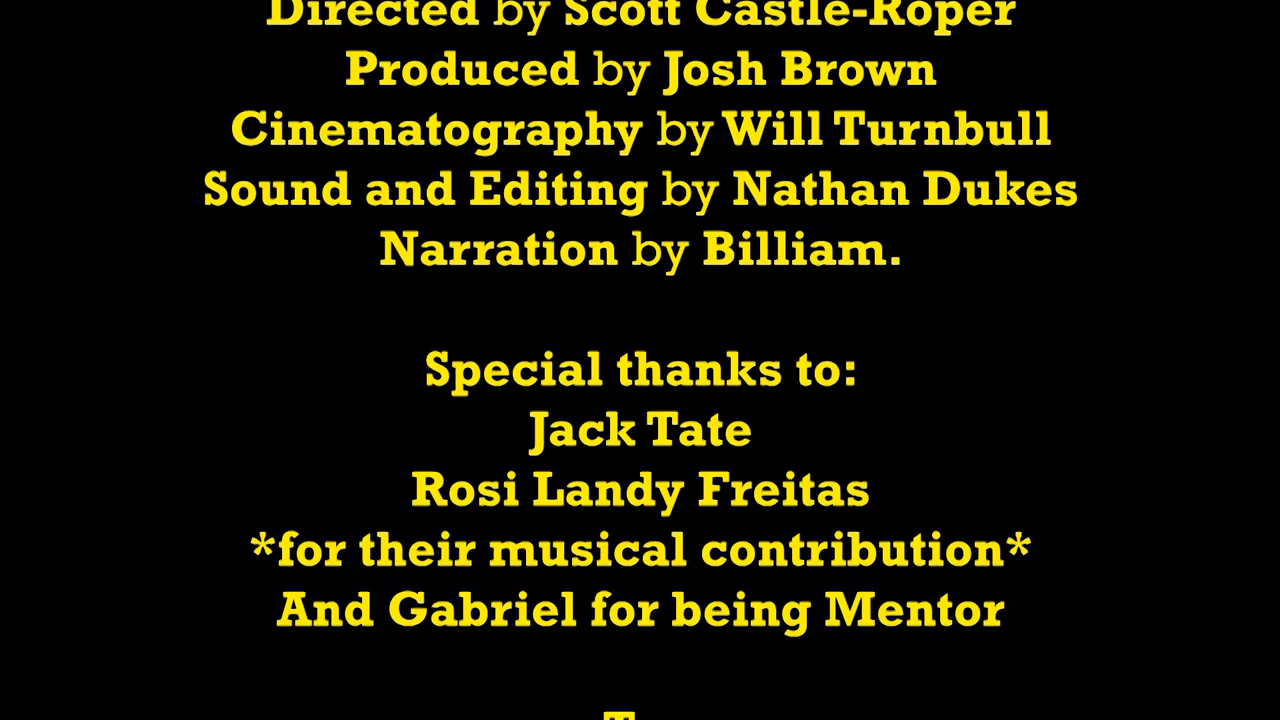 Directed by Scott Castle-Roper
Produced by Josh Brown
Cinematography by Will Turnbull
Sound and Editing by Nathan Dukes
Narration by Billiam.
Special thanks to:
Jack Tate
Rosi Landy Freitas
*for their musical contribution*
And Gabriel for being Mentor